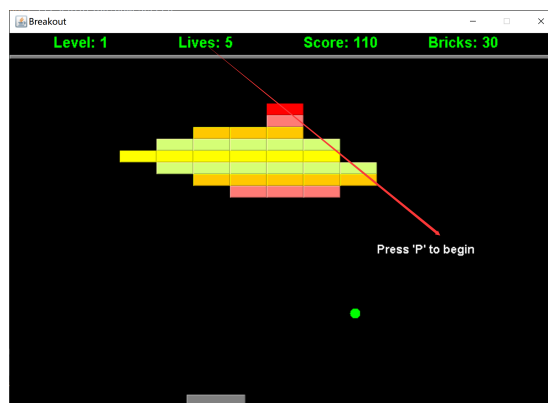 Breakout
Level: 1 Lives: 5 Score: 110 Bricks: 30
Press 'P' to begin